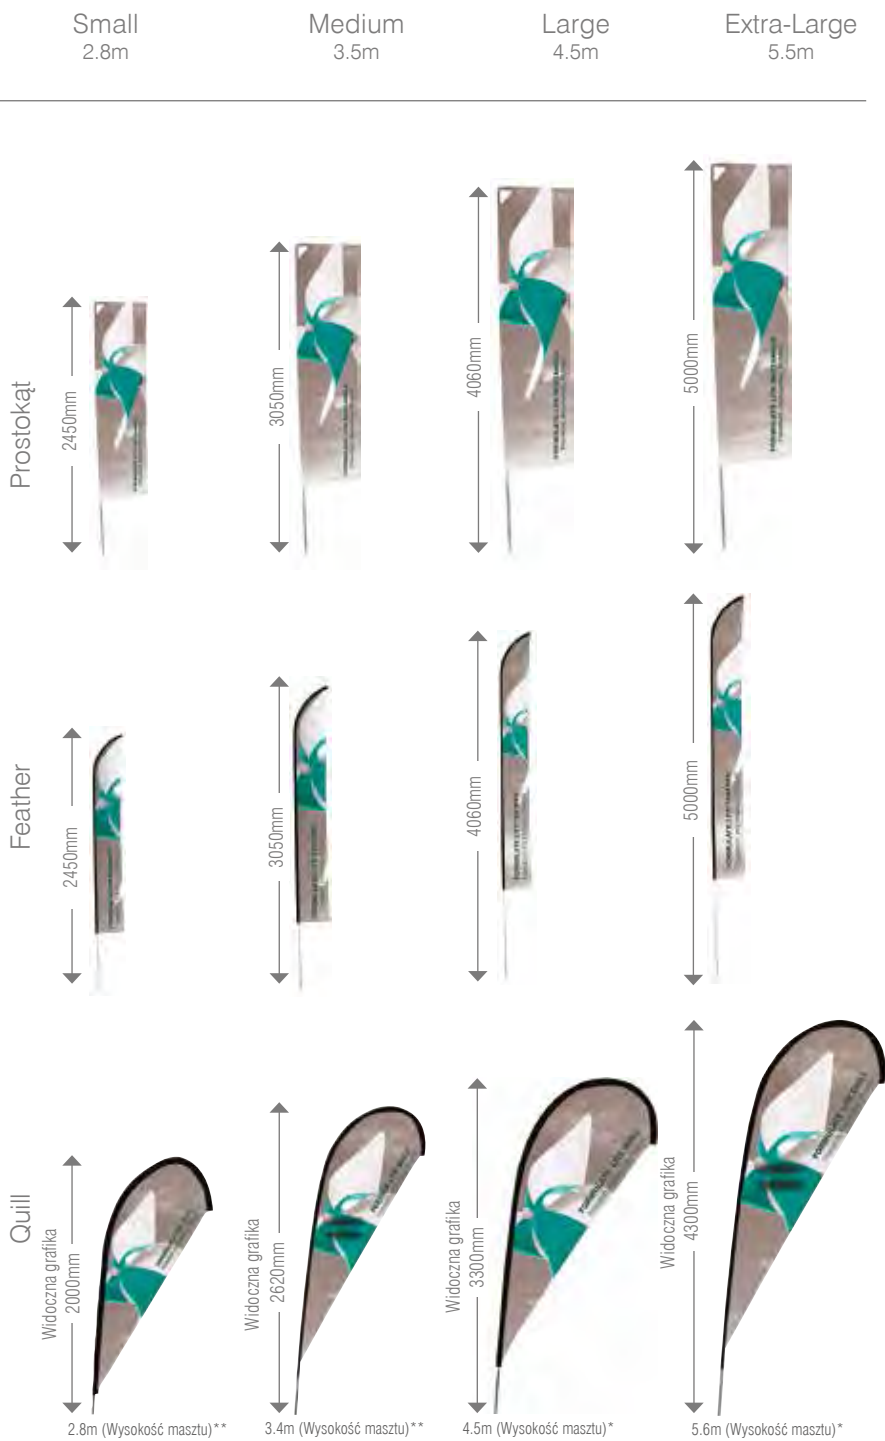 Small
2.8m
Medium
3.5m
Large
4.5m
Extra-Large
5.5m
Prostokąt
2450mm
3050mm
4060mm
5000mm
Feather
2450mm
3050mm
4060mm
5000mm
Quill
Widoczna grafika
2000mm
Widoczna grafika
2620mm
Widoczna grafika
3300mm
Widoczna grafika
4300mm
2.8m (Wysokość masztu)**
3.4m (Wysokość masztu)**
4.5m (Wysokość masztu)*
5.6m (Wysokość masztu)*